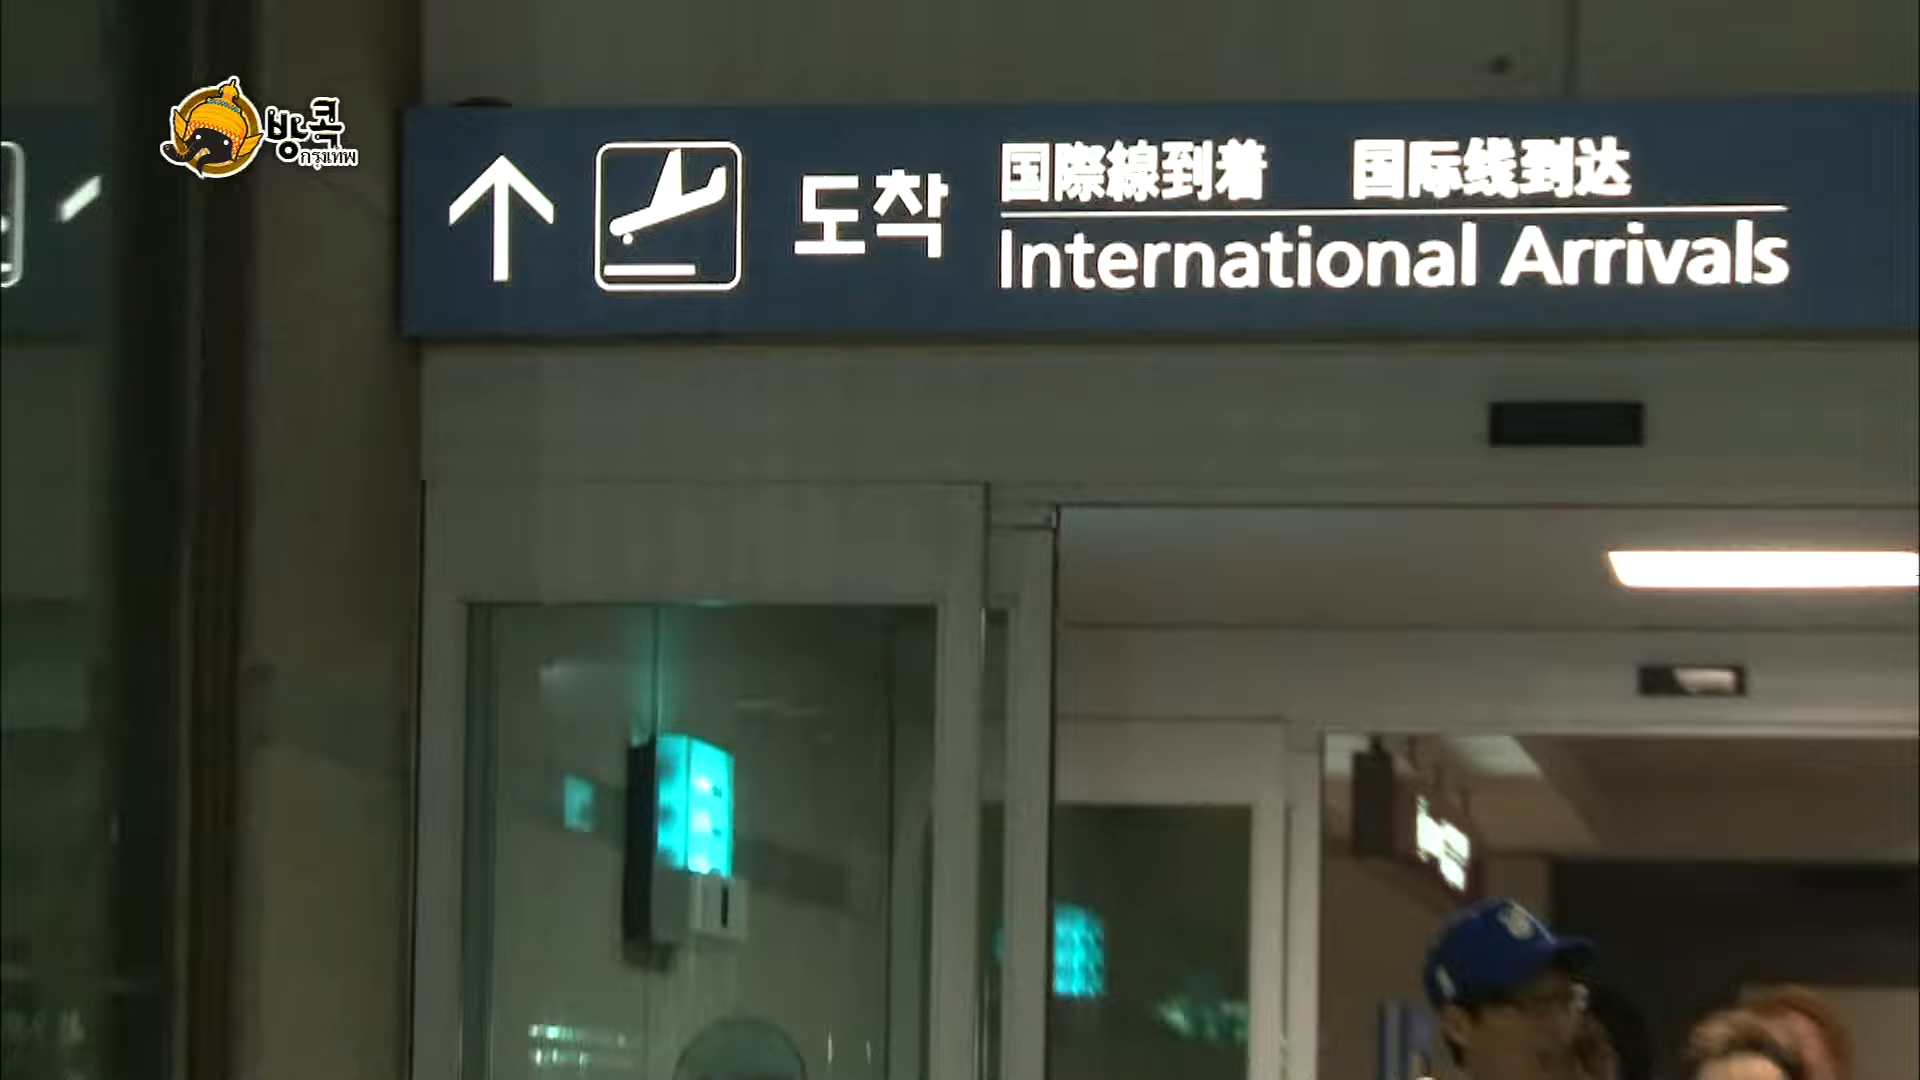 방콕
กรุงเทพ
도착
国際線到着 国际线到达
International Arrivals